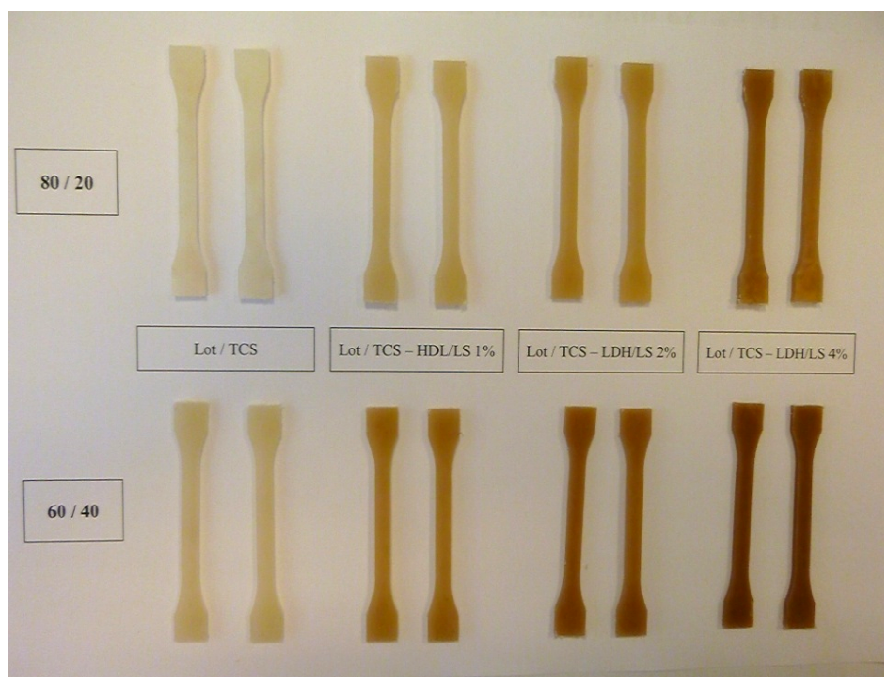 80 / 20
Lot / TCS
Lot / TCS – HDL/LS 1%
Lot / TCS – LDH/LS 2%
Lot / TCS – LDH/LS 4%
60 / 40